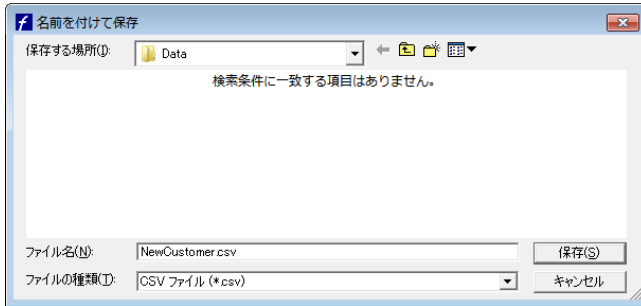 名前を付けて保存
保存する場所(I): Data
検索条件に一致する項目はありません。
ファイル名(N): NewCustomer.csv 保存(S)
ファイルの種類(T): CSV ファイル (*.csv) キャンセル